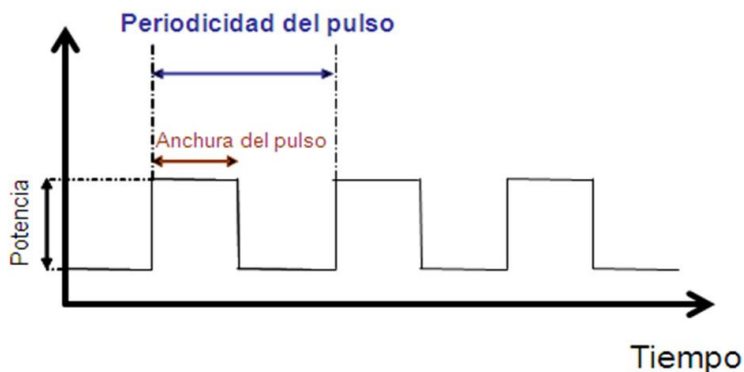 Periodicidad del pulso
Anchura del pulso
Potencia
Tiempo